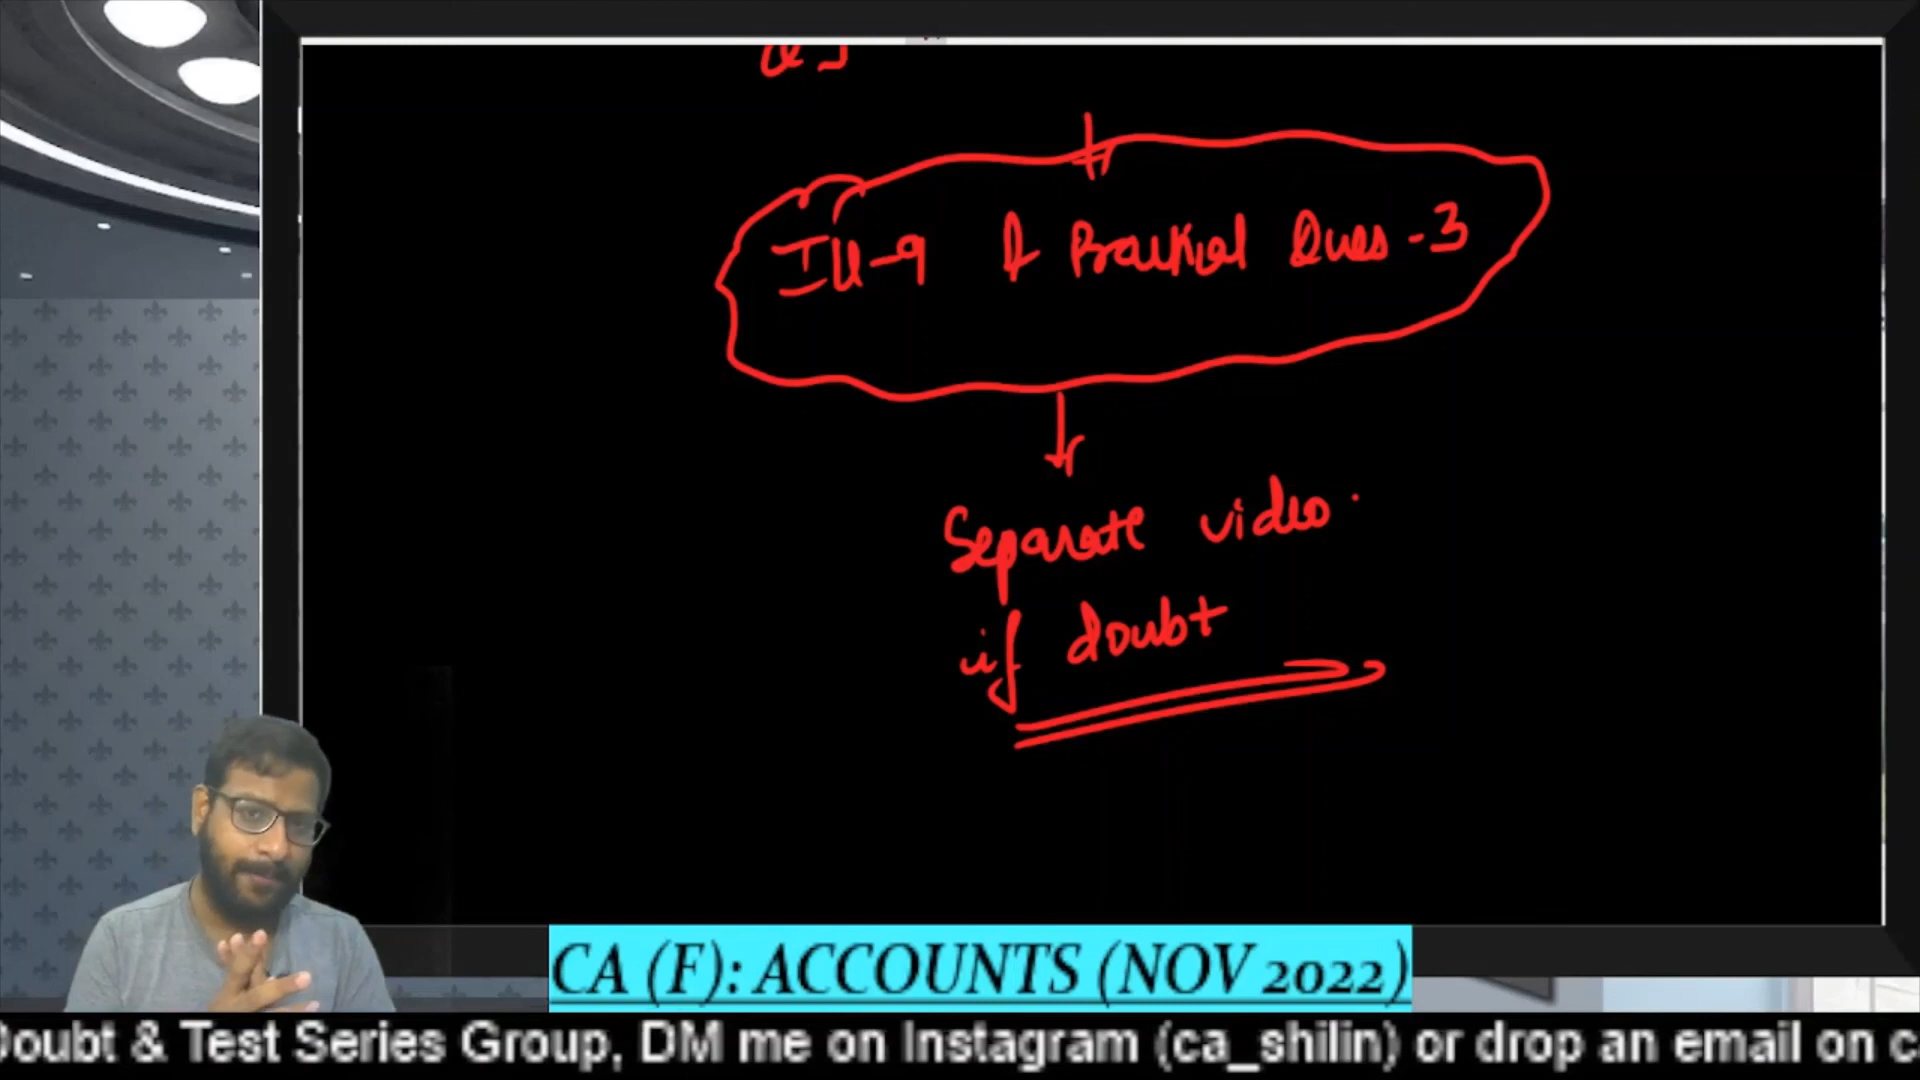 Ill-9 & Practical Ques-3
Separate video.
if doubt
CA (F): ACCOUNTS (NOV 2022)
Doubt & Test Series Group, DM me on Instagram (ca_shilin) or drop an email on c